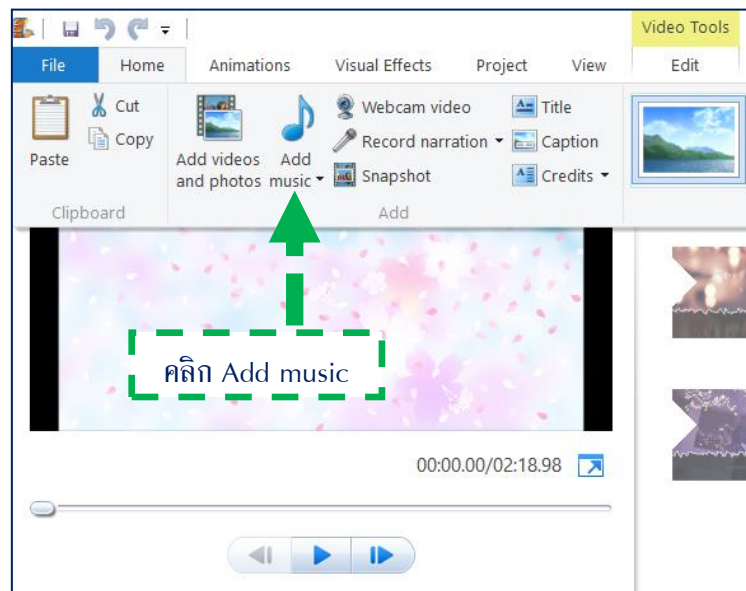 Video Tools
File Home Animations Visual Effects Project View Edit
Paste
Cut
Copy
Clipboard
Add videos and photos
Add music
Webcam video
Record narration
Snapshot
Title
Caption
Credits
Add
คลิก Add music
00:00.00/02:18.98